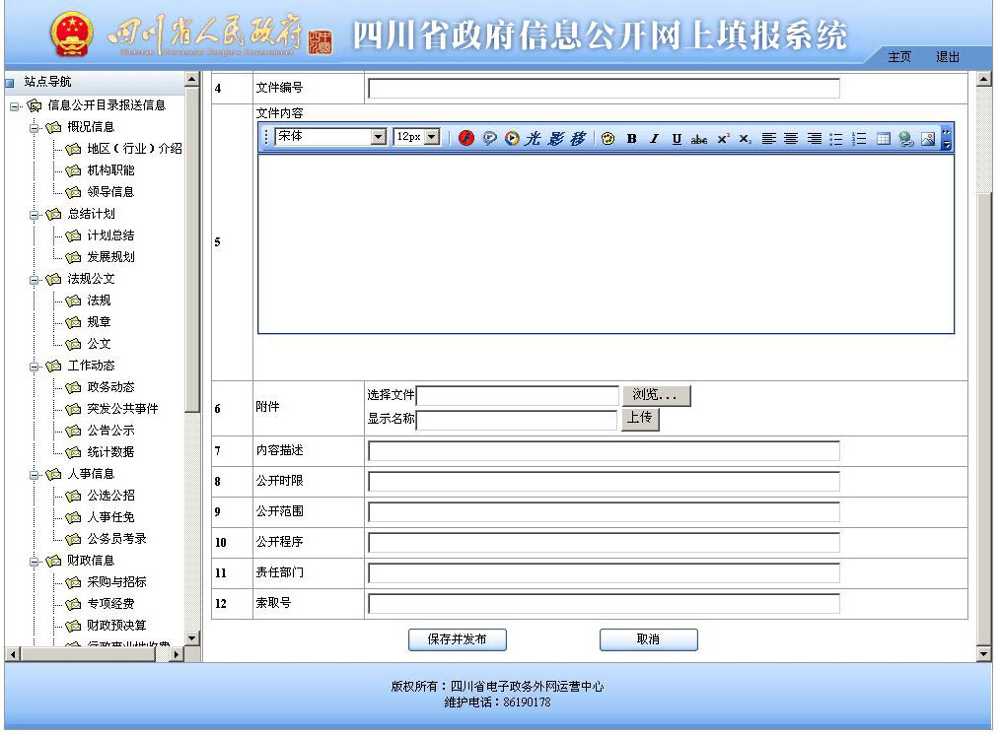 四川省人民政府
四川省政府信息公开网上填报系统
主页 退出
站点导航
信息公开目录报送信息
概况信息
地区（行业）介绍
机构职能
领导信息
总结计划
计划总结
发展规划
法规公文
法规
规章
公文
工作动态
政务动态
突发公共事件
公告公示
统计数据
人事信息
公选公招
人事任免
公务员考录
财政信息
采购与招标
专项经费
财政预决算
行政事业性收费
4 文件编号
5 文件内容
宋体 12px 光 影 移 B I U abc x² x₂
6 附件
选择文件 浏览...
显示名称 上传
7 内容描述
8 公开时限
9 公开范围
10 公开程序
11 责任部门
12 索取号
保存并发布 取消
版权所有：四川省电子政务外网运营中心
维护电话：86190178